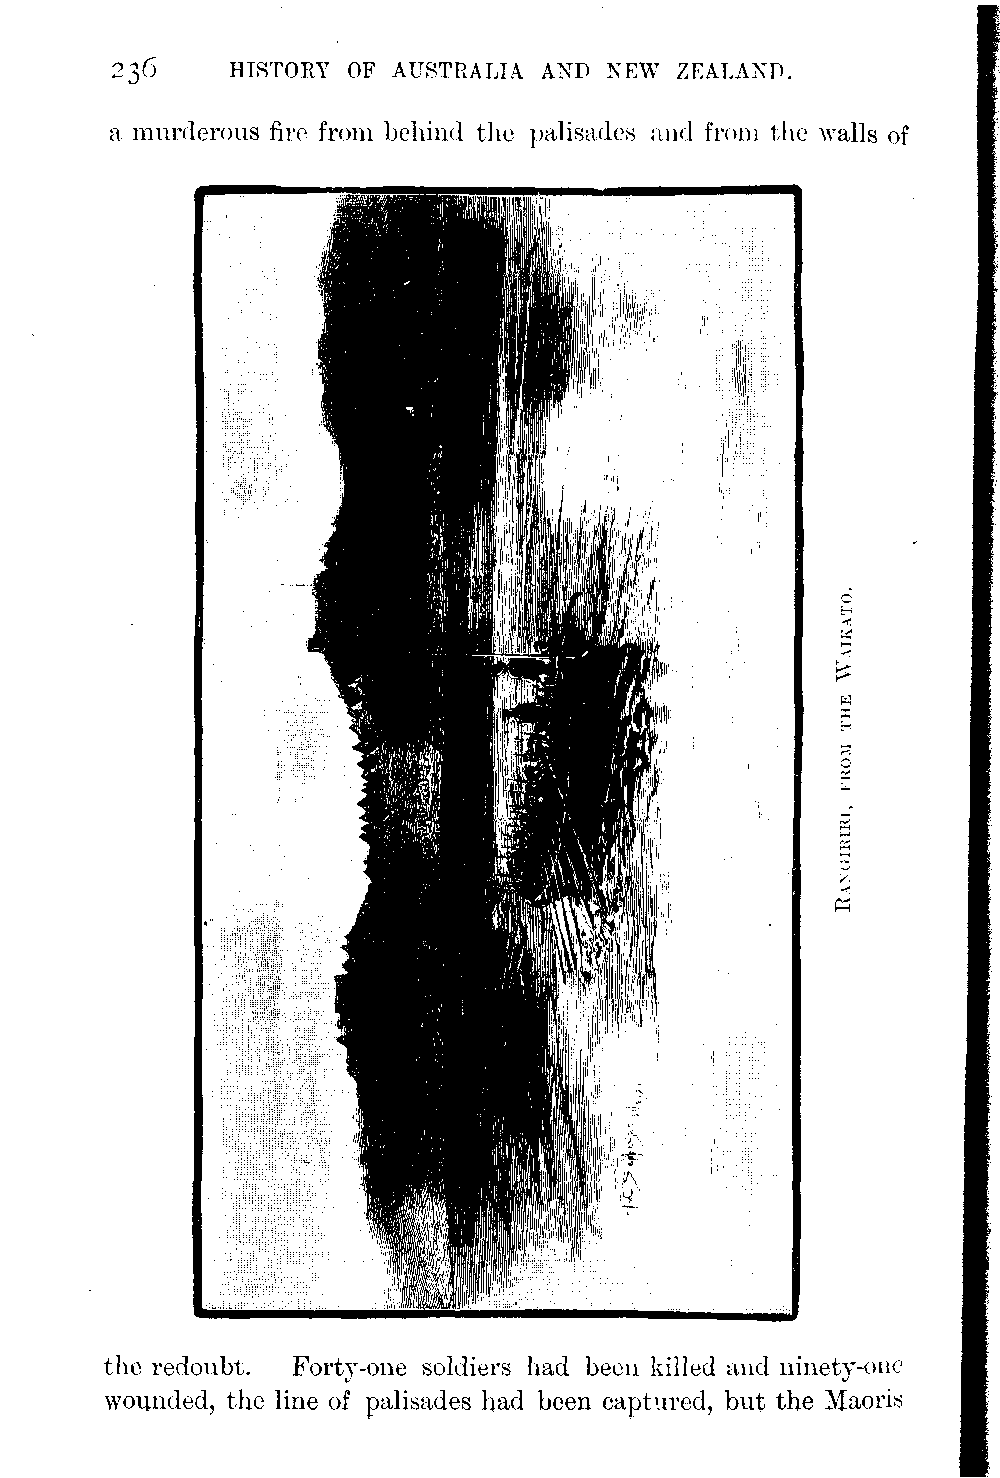 236 HISTORY OF AUSTRALIA AND NEW ZEALAND.
a murderous fire from behind the palisades and from the walls of
RANGIRIRI, FROM THE WAIKATO.
the redoubt. Forty-one soldiers had been killed and ninety-one
wounded, the line of palisades had been captured, but the Maoris